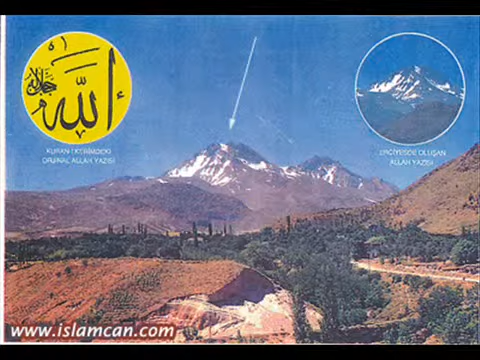 الله
جل جلاله
KURAN-I KERİMDEKİ
ORJİNAL ALLAH YAZISI
ERCİYESDE OLUŞAN
ALLAH YAZISI
www.islamcan.com